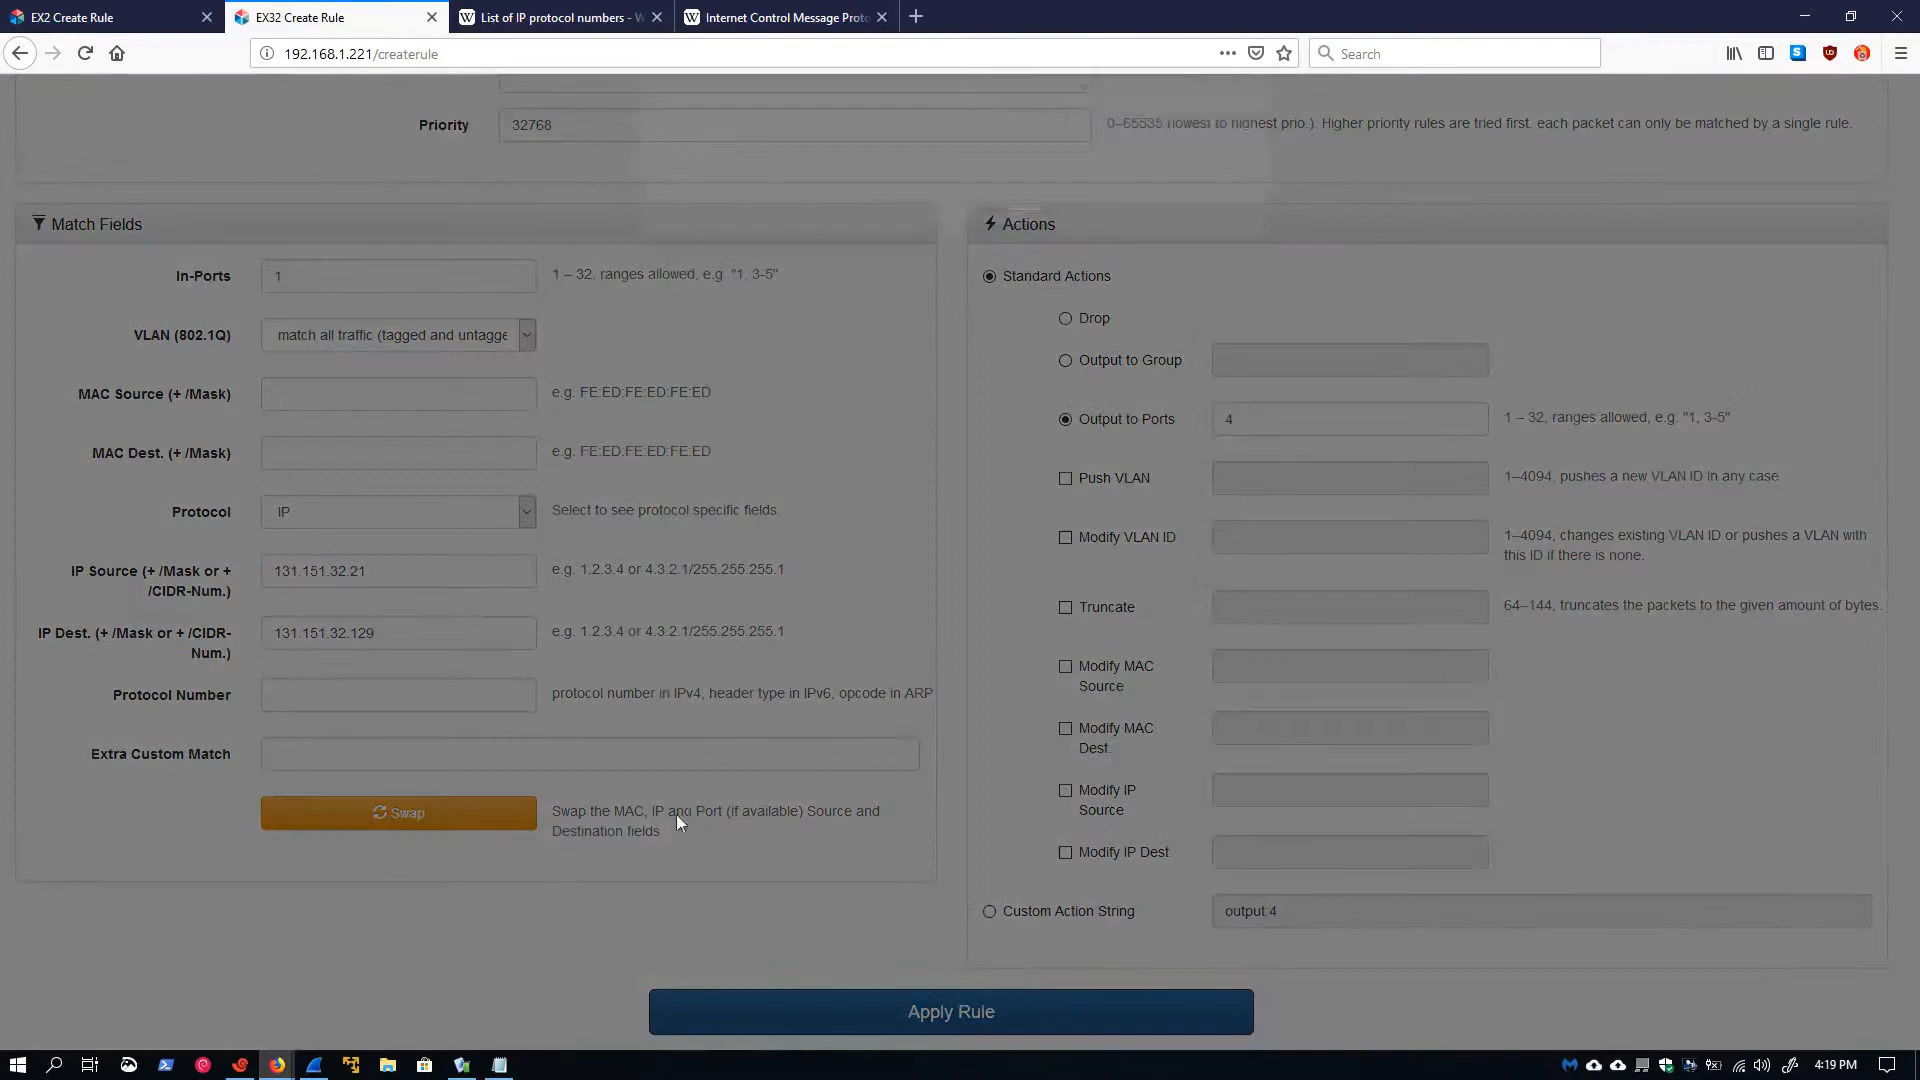 EX2 Create Rule
EX32 Create Rule
List of IP protocol numbers - W
Internet Control Message Proto
192.168.1.221/createrule
Search
Priority
32768
0–65535 (lowest to highest prio.). Higher priority rules are tried first. each packet can only be matched by a single rule.
Match Fields
In-Ports
1
1 – 32, ranges allowed, e.g. "1, 3-5"
VLAN (802.1Q)
match all traffic (tagged and untagge
MAC Source (+ /Mask)
e.g. FE:ED:FE:ED:FE:ED
MAC Dest. (+ /Mask)
e.g. FE:ED:FE:ED:FE:ED
Protocol
IP
Select to see protocol specific fields.
IP Source (+ /Mask or +
/CIDR-Num.)
131.151.32.21
e.g. 1.2.3.4 or 4.3.2.1/255.255.255.1
IP Dest. (+ /Mask or + /CIDR-
Num.)
131.151.32.129
e.g. 1.2.3.4 or 4.3.2.1/255.255.255.1
Protocol Number
protocol number in IPv4, header type in IPv6, opcode in ARP
Extra Custom Match
Swap
Swap the MAC, IP and Port (if available) Source and
Destination fields
Actions
Standard Actions
Drop
Output to Group
Output to Ports
4
1 – 32, ranges allowed, e.g. "1, 3-5"
Push VLAN
1–4094, pushes a new VLAN ID in any case
Modify VLAN ID
1–4094, changes existing VLAN ID or pushes a VLAN with
this ID if there is none.
Truncate
64–144, truncates the packets to the given amount of bytes.
Modify MAC
Source
Modify MAC
Dest.
Modify IP
Source
Modify IP Dest.
Custom Action String
output:4
Apply Rule
4:19 PM